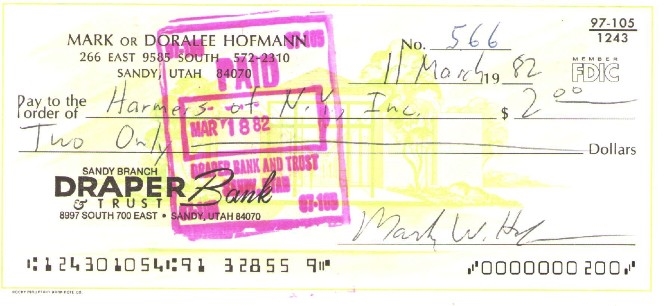 MARK OR DORALEE HOFMANN
266 EAST 9585 SOUTH 572-2310
SANDY, UTAH 84070
No. 566
97-105
1243
11 March 19 82
MEMBER
FDIC
Pay to the
order of Harmers of N.Y., Inc. $ 2 00
Two Only Dollars
PAID
MAR 18 82
DRAPER BANK AND TRUST
97-105
SANDY BRANCH
DRAPER Bank
& TRUST
8997 SOUTH 700 EAST • SANDY, UTAH 84070
Mark W. Hof
⑆124301054⑆91 32855 9⑈ ⑈0000000200⑈